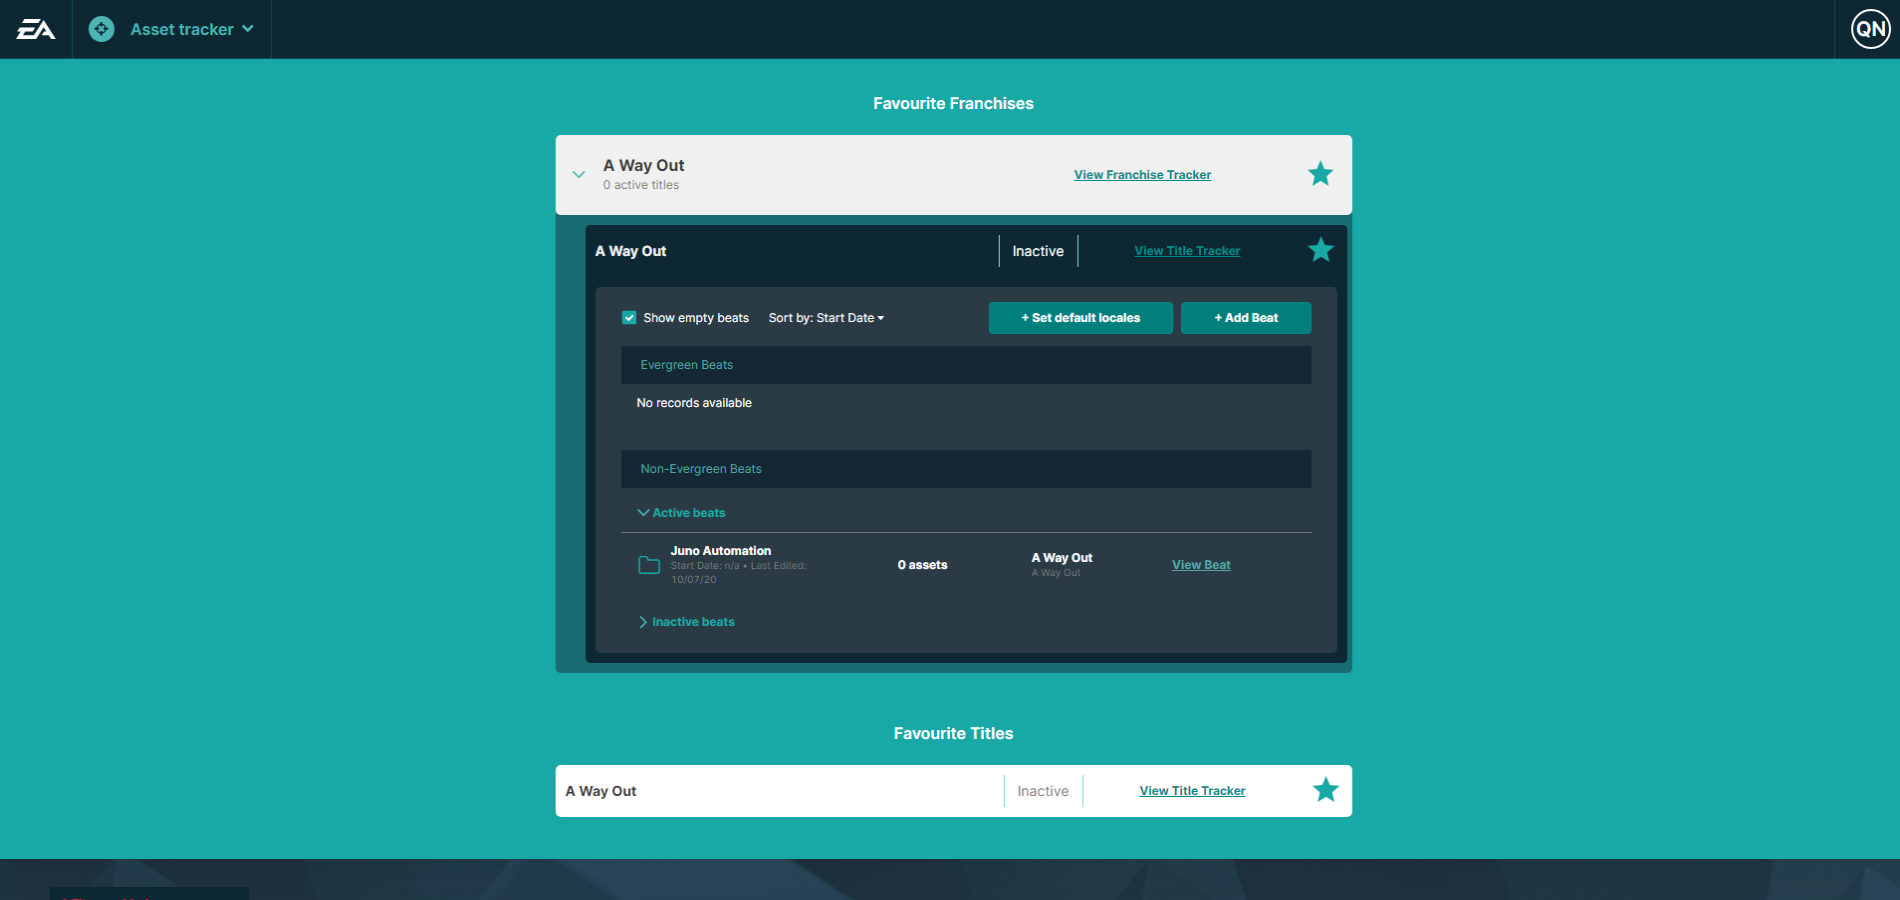 EA
Asset tracker
QN
Favourite Franchises
A Way Out
0 active titles
View Franchise Tracker
A Way Out
Inactive
View Title Tracker
Show empty beats
Sort by: Start Date
+ Set default locales
+ Add Beat
Evergreen Beats
No records available
Non-Evergreen Beats
Active beats
Juno Automation
Start Date: n/a • Last Edited:
10/07/20
0 assets
A Way Out
A Way Out
View Beat
Inactive beats
Favourite Titles
A Way Out
Inactive
View Title Tracker